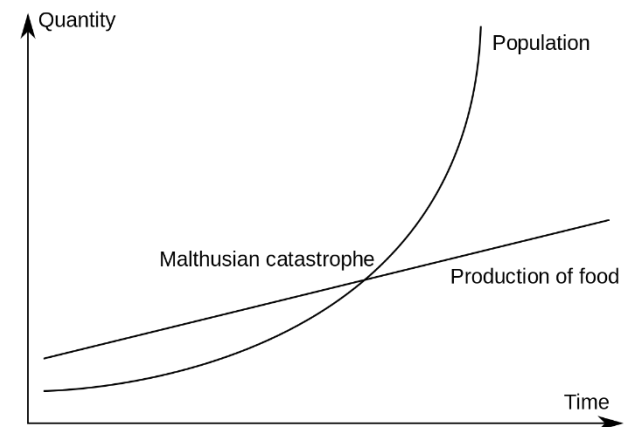 Quantity
Population
Malthusian catastrophe
Production of food
Time